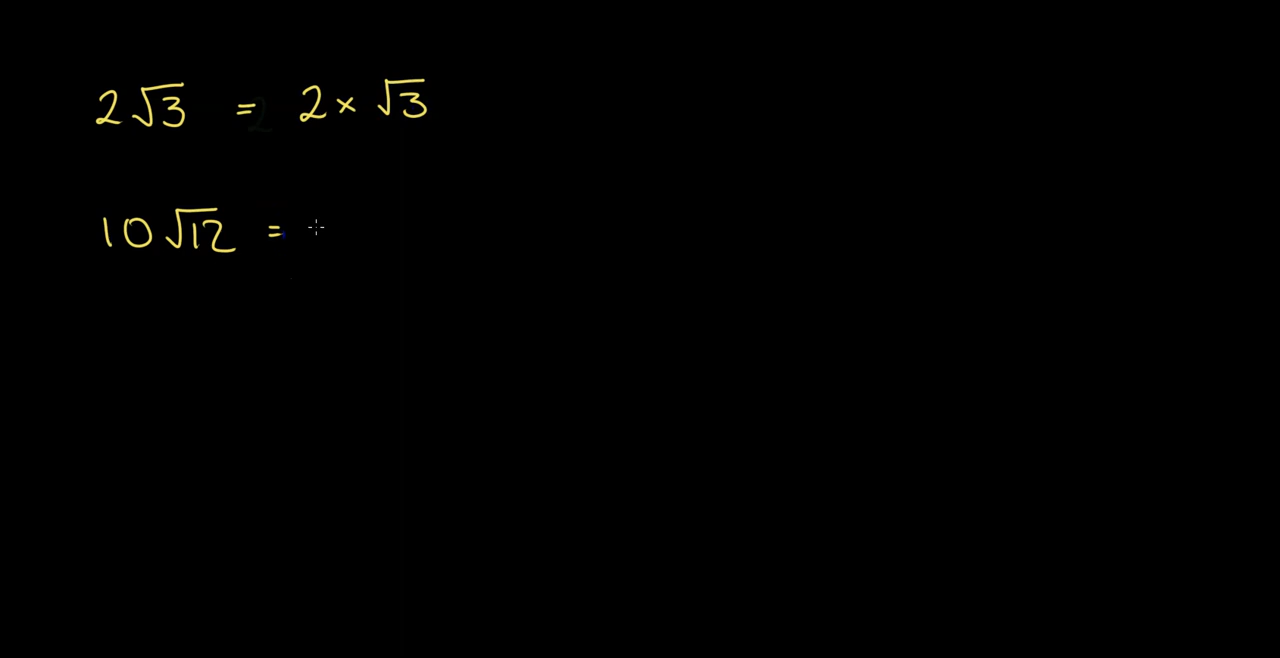 2√3 = 2 × √3
10√12 =